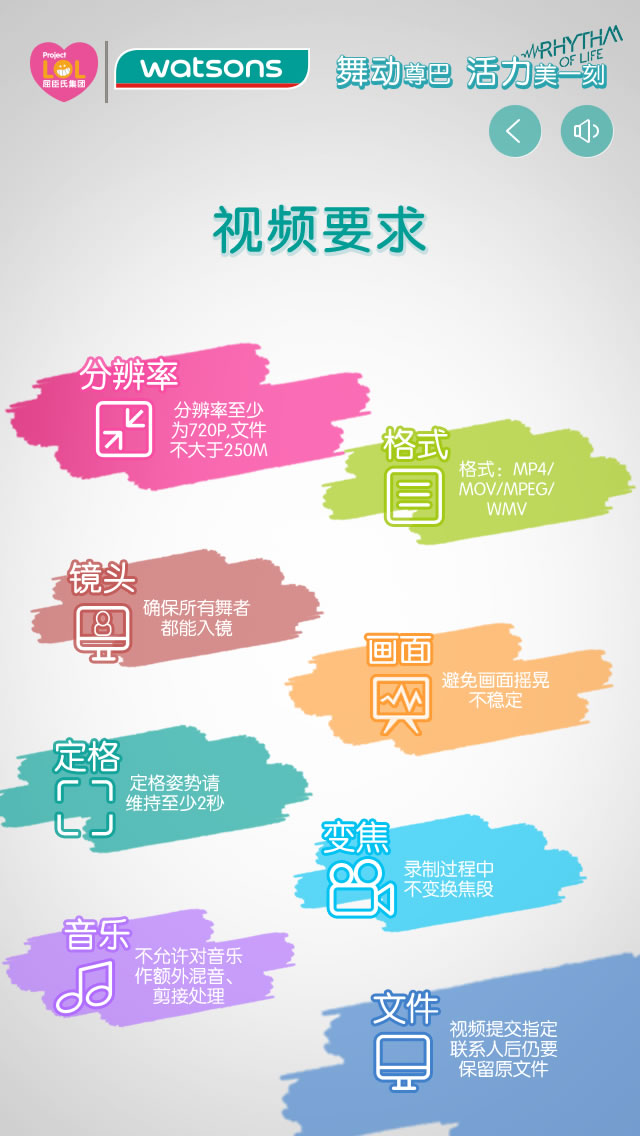 Project
LOL
屈臣氏集团
watsons
RHYTHM
OF LIFE
舞动尊巴 活力美一刻
视频要求
分辨率
分辨率至少
为720P,文件
不大于250M
格式
格式：MP4/
MOV/MPEG/
WMV
镜头
确保所有舞者
都能入镜
画面
避免画面摇晃
不稳定
定格
定格姿势请
维持至少2秒
变焦
录制过程中
不变换焦段
音乐
不允许对音乐
作额外混音、
剪接处理
文件
视频提交指定
联系人后仍要
保留原文件